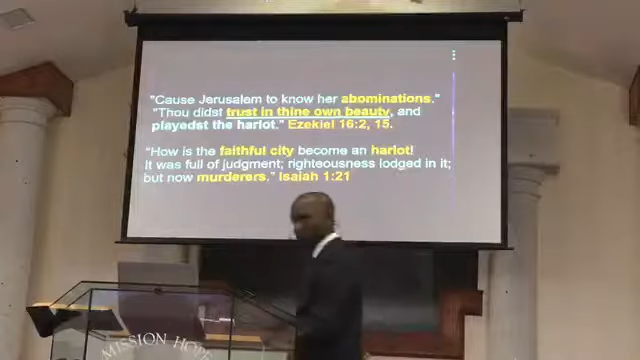 "Cause Jerusalem to know her abominations."
"Thou didst trust in thine own beauty, and
playedst the harlot." Ezekiel 16:2, 15.
"How is the faithful city become an harlot!
It was full of judgment; righteousness lodged in it;
but now murderers." Isaiah 1:21
MISSION HOPE